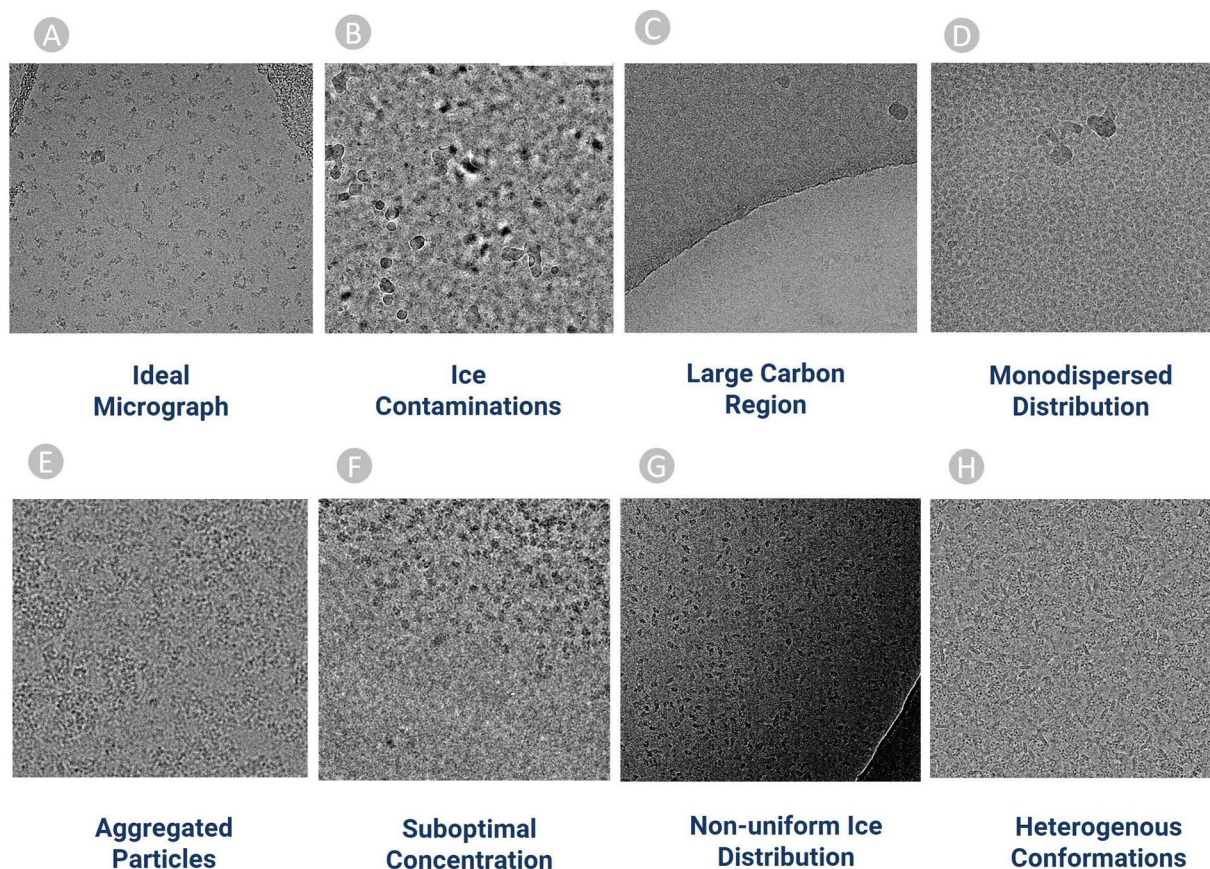 A
B
C
D
Ideal
Micrograph
Ice
Contaminations
Large Carbon
Region
Monodispersed
Distribution
E
F
G
H
Aggregated
Particles
Suboptimal
Concentration
Non-uniform Ice
Distribution
Heterogenous
Conformations